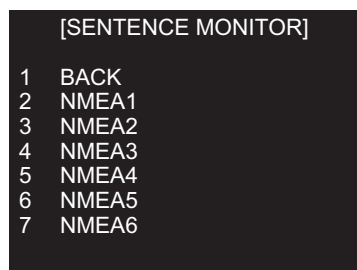 [SENTENCE MONITOR]
1 BACK
2 NMEA1
3 NMEA2
4 NMEA3
5 NMEA4
6 NMEA5
7 NMEA6